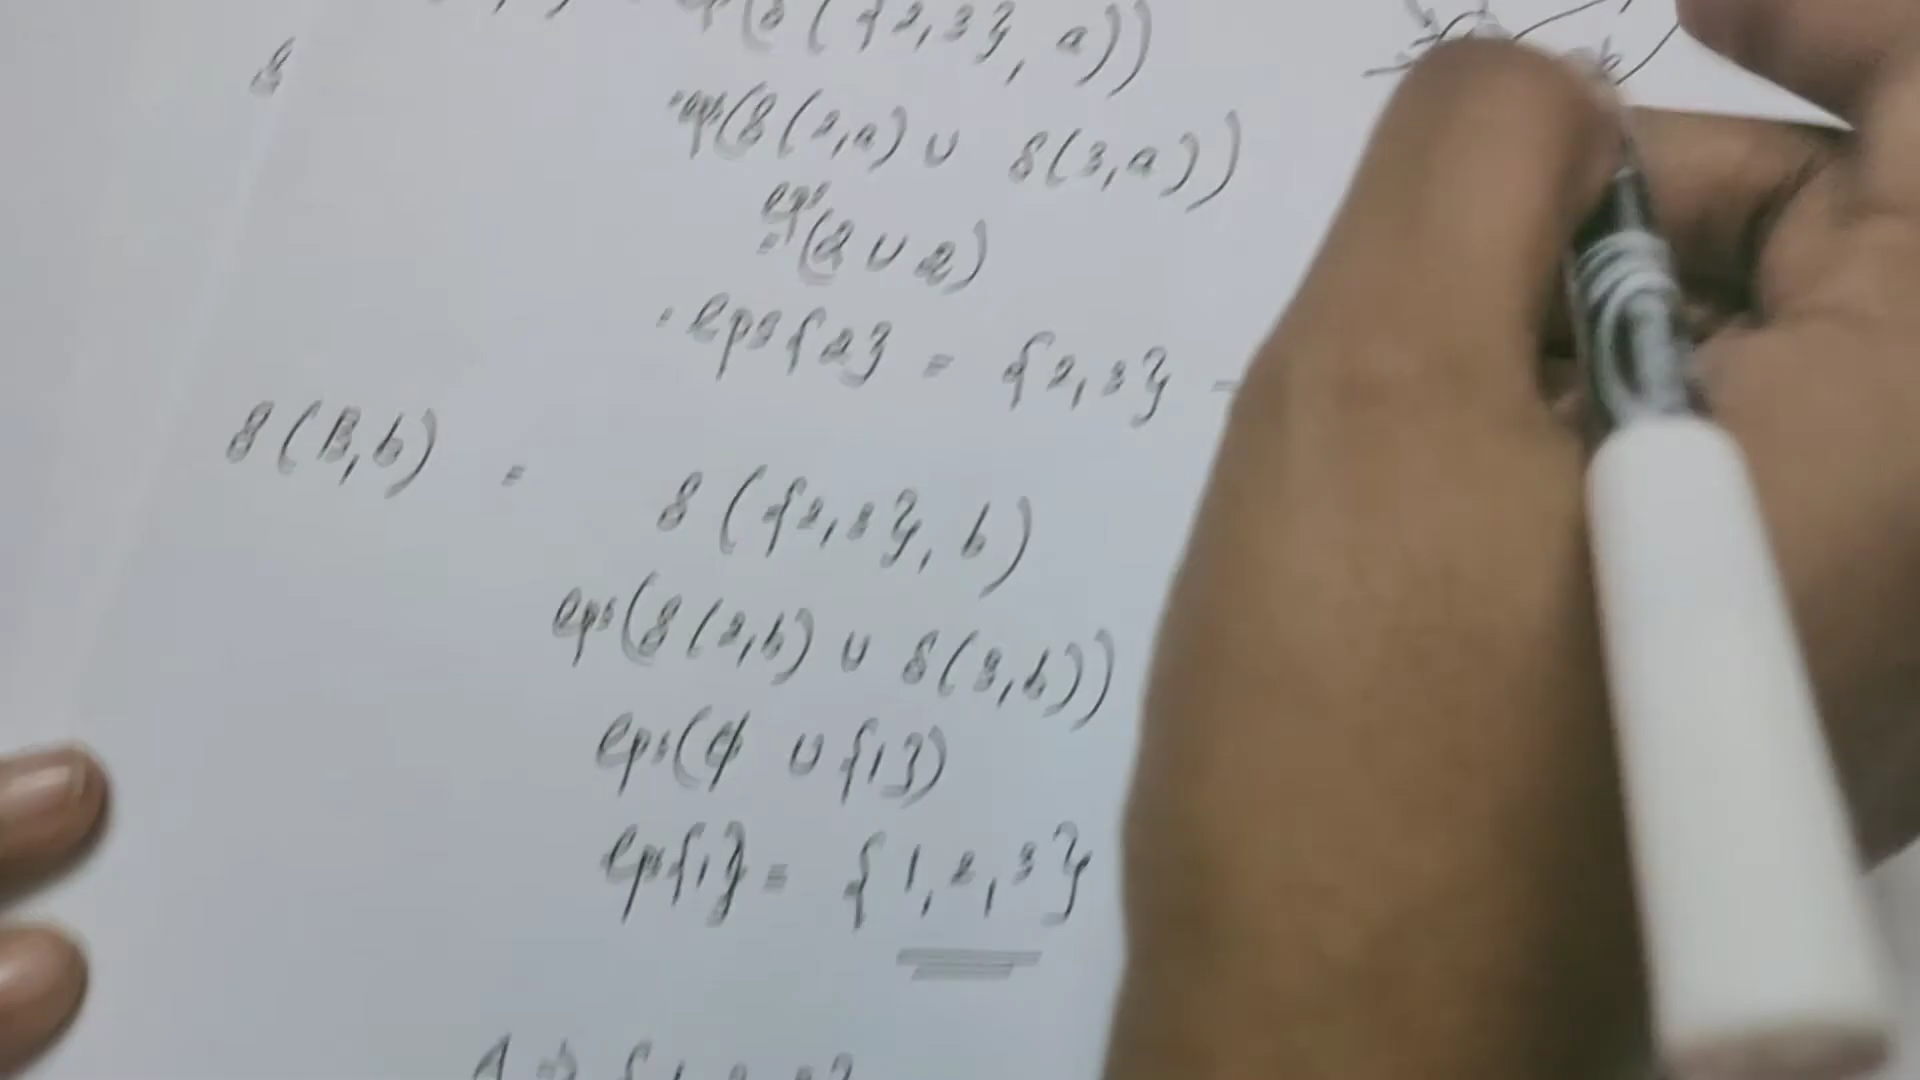 δ({2,3}, a))
δ
eps(δ(2,a) ∪ δ(3,a))
eps
= (2 ∪ 2)
eps{2} = {2,3} -
δ(B,b) = δ({2,3}, b)
eps(δ(2,b) ∪ δ(3,b))
eps(ϕ ∪ {1})
eps{1} = {1,2,3}